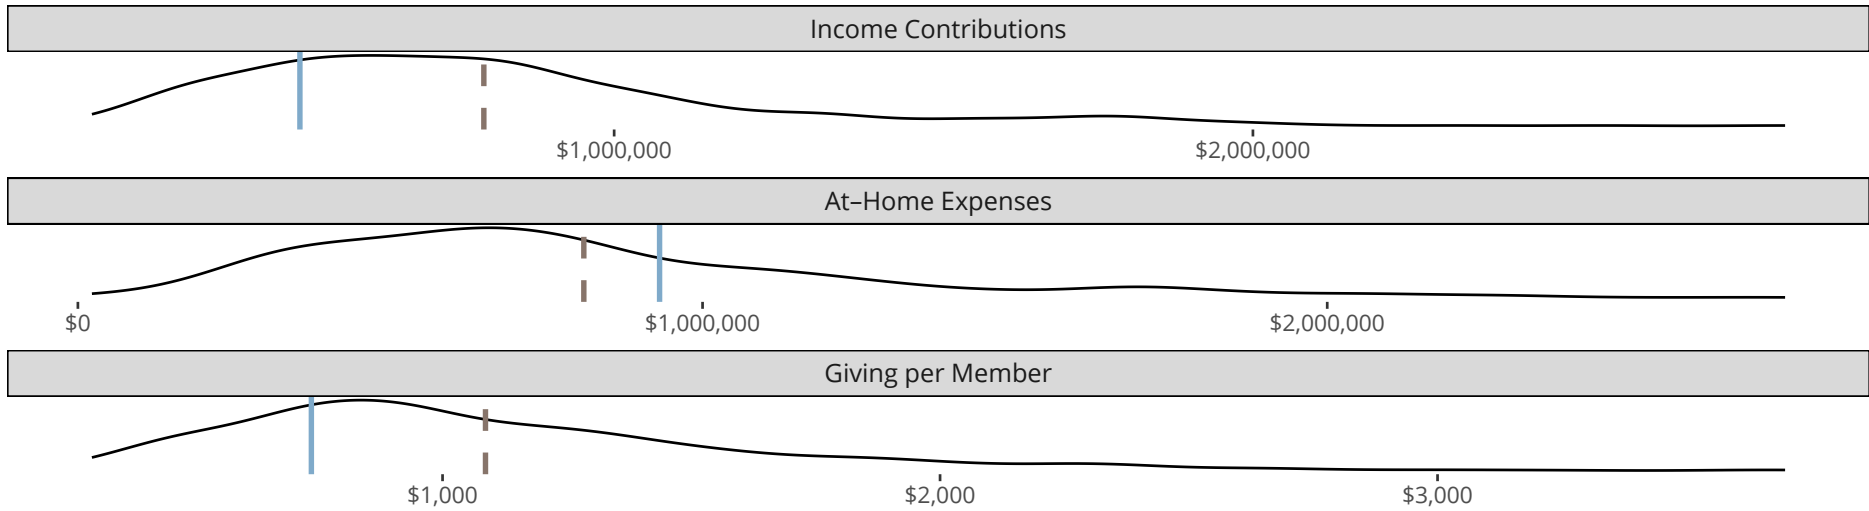 Income Contributions
$1,000,000 $2,000,000
At–Home Expenses
$0 $1,000,000 $2,000,000
Giving per Member
$1,000 $2,000 $3,000